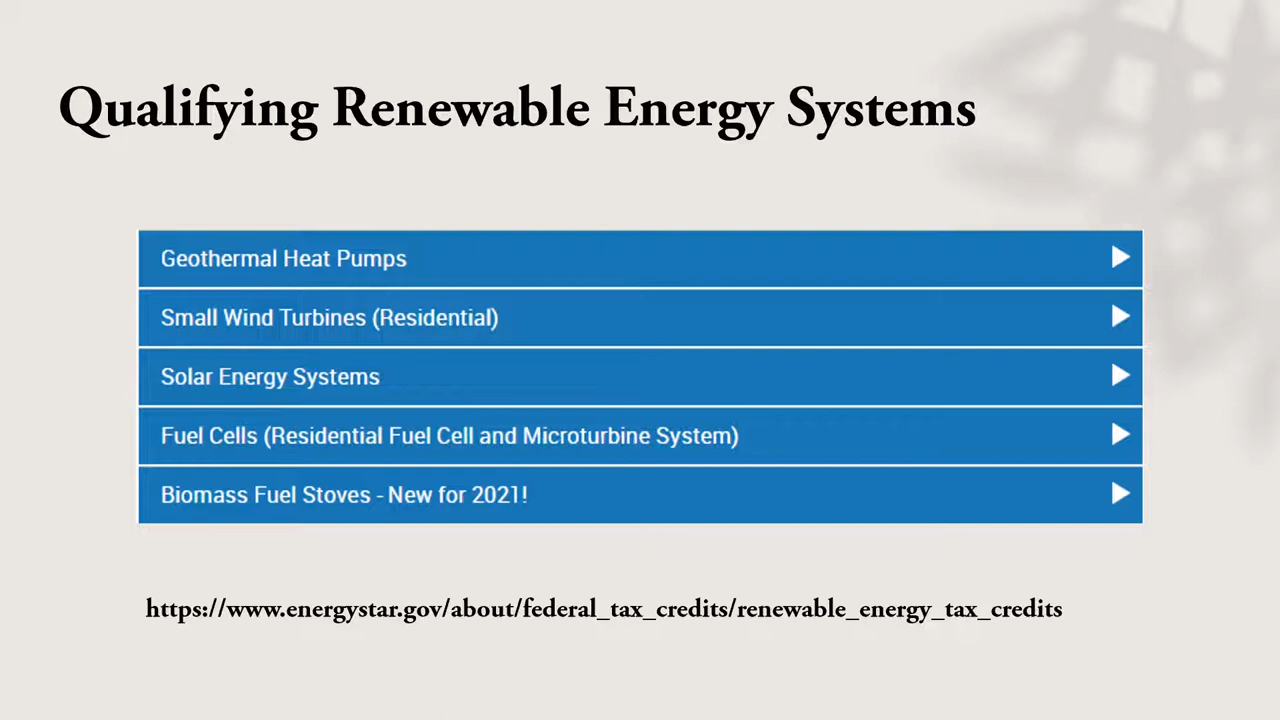 Qualifying Renewable Energy Systems
Geothermal Heat Pumps
Small Wind Turbines (Residential)
Solar Energy Systems
Fuel Cells (Residential Fuel Cell and Microturbine System)
Biomass Fuel Stoves - New for 2021!
https://www.energystar.gov/about/federal_tax_credits/renewable_energy_tax_credits